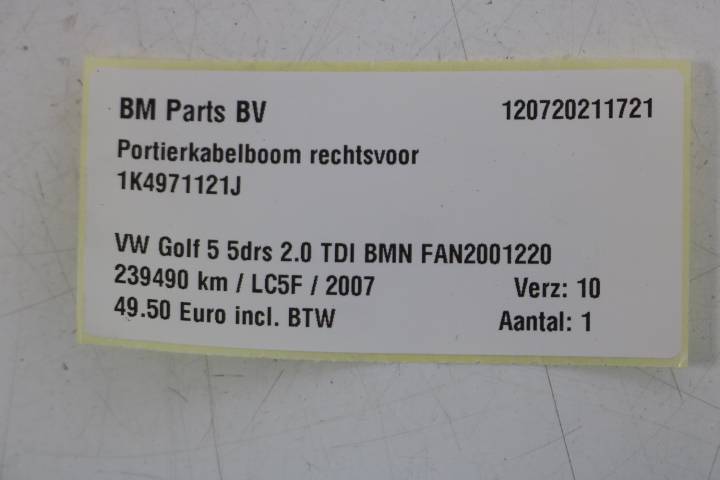 BM Parts BV 120720211721
Portierkabelboom rechtsvoor
1K4971121J
VW Golf 5 5drs 2.0 TDI BMN FAN2001220
239490 km / LC5F / 2007 Verz: 10
49.50 Euro incl. BTW Aantal: 1